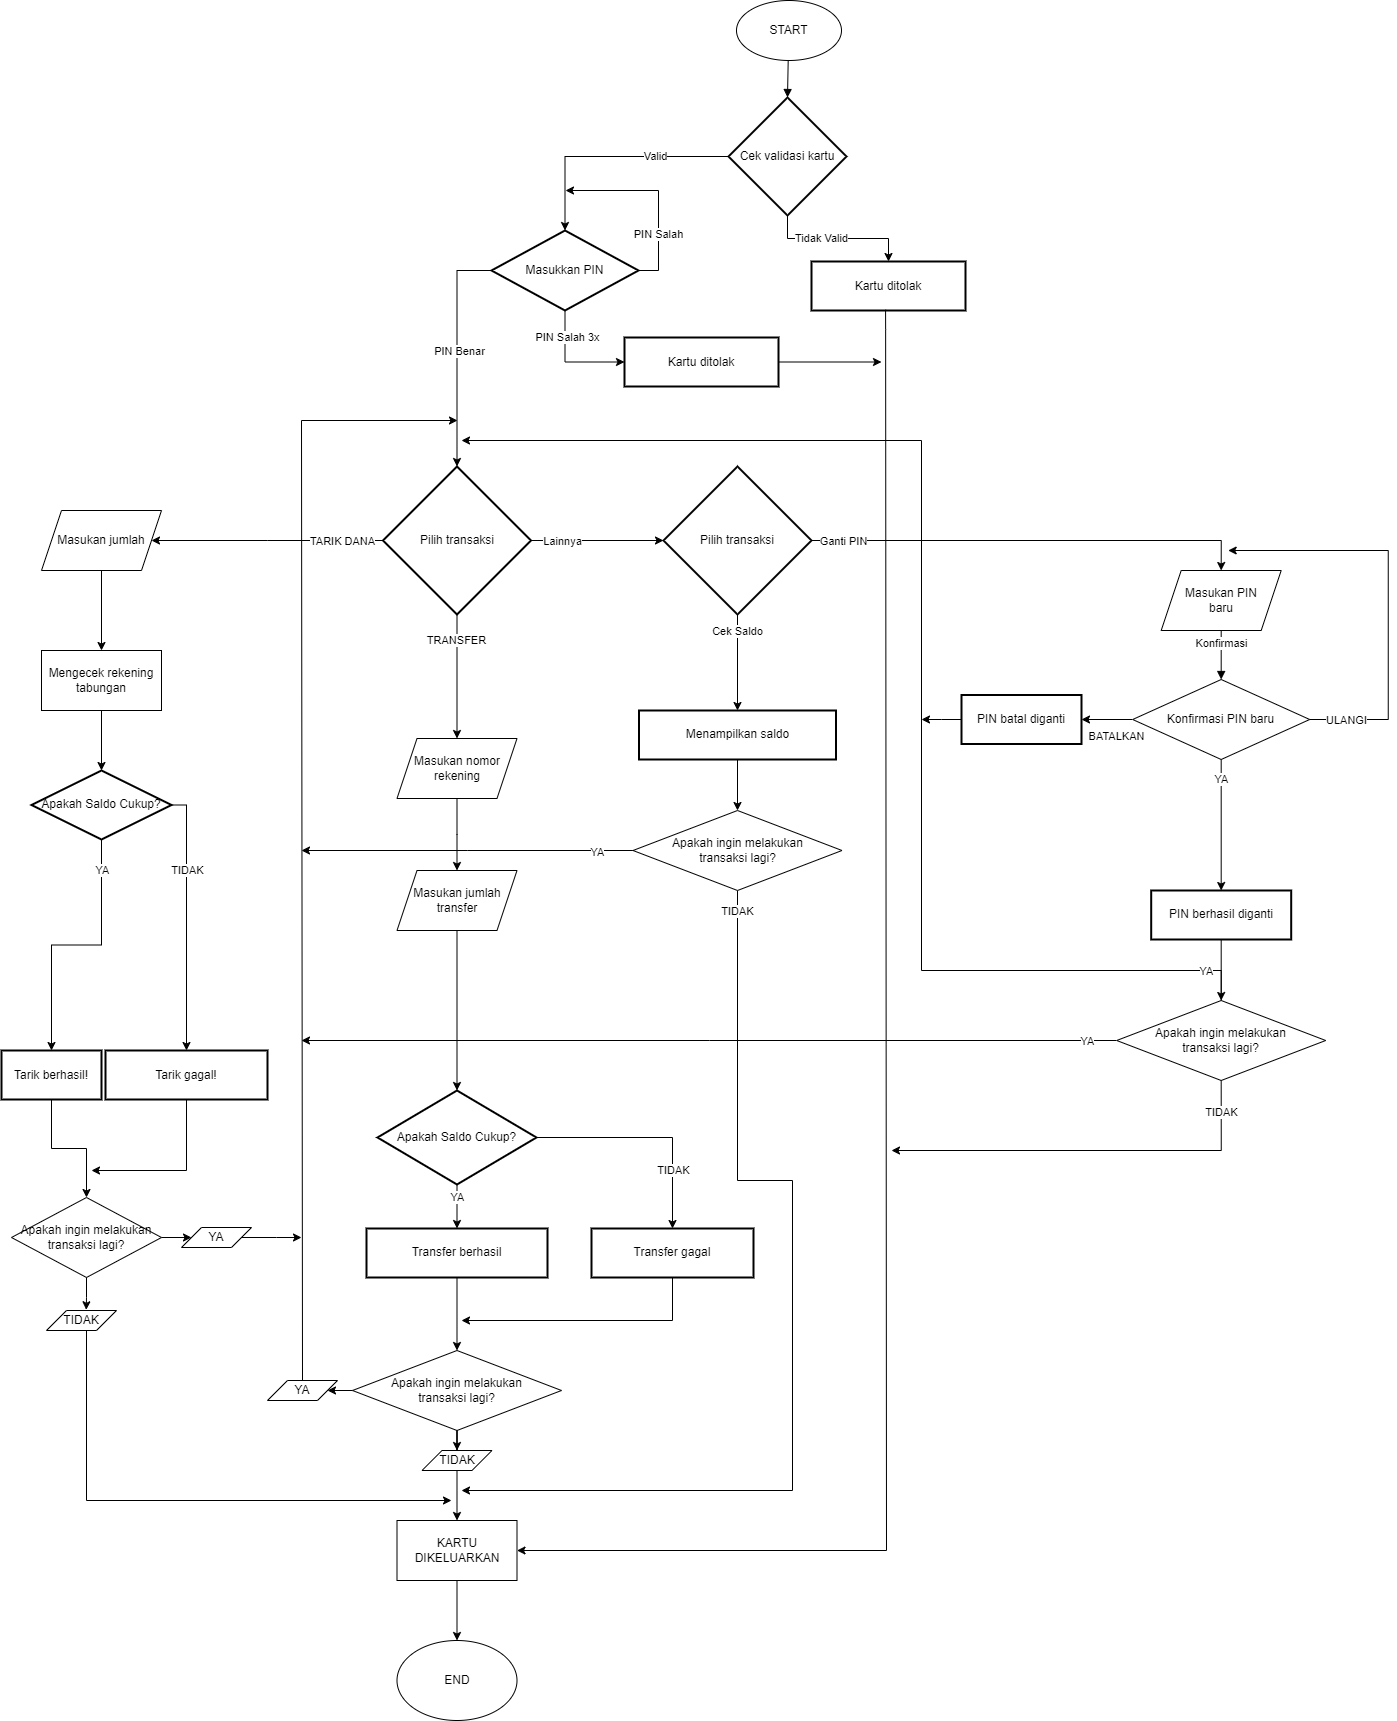 START
Cek validasi kartu
Valid
PIN Salah
Tidak Valid
Masukkan PIN
Kartu ditolak
PIN Salah 3x
PIN Benar
Kartu ditolak
Masukan jumlah
TARIK DANA
Pilih transaksi
Lainnya
Pilih transaksi
Ganti PIN
Masukan PIN
baru
Cek Saldo
TRANSFER
Konfirmasi
Mengecek rekening
tabungan
PIN batal diganti
Konfirmasi PIN baru
ULANGI
BATALKAN
Menampilkan saldo
Masukan nomor
rekening
YA
Apakah Saldo Cukup?
Apakah ingin melakukan
transaksi lagi?
YA
YA
TIDAK
Masukan jumlah
transfer
TIDAK
PIN berhasil diganti
YA
Apakah ingin melakukan
transaksi lagi?
YA
Tarik berhasil!
Tarik gagal!
TIDAK
Apakah Saldo Cukup?
TIDAK
YA
Apakah ingin melakukan
transaksi lagi?
YA
Transfer berhasil
Transfer gagal
TIDAK
Apakah ingin melakukan
transaksi lagi?
YA
TIDAK
KARTU
DIKELUARKAN
END